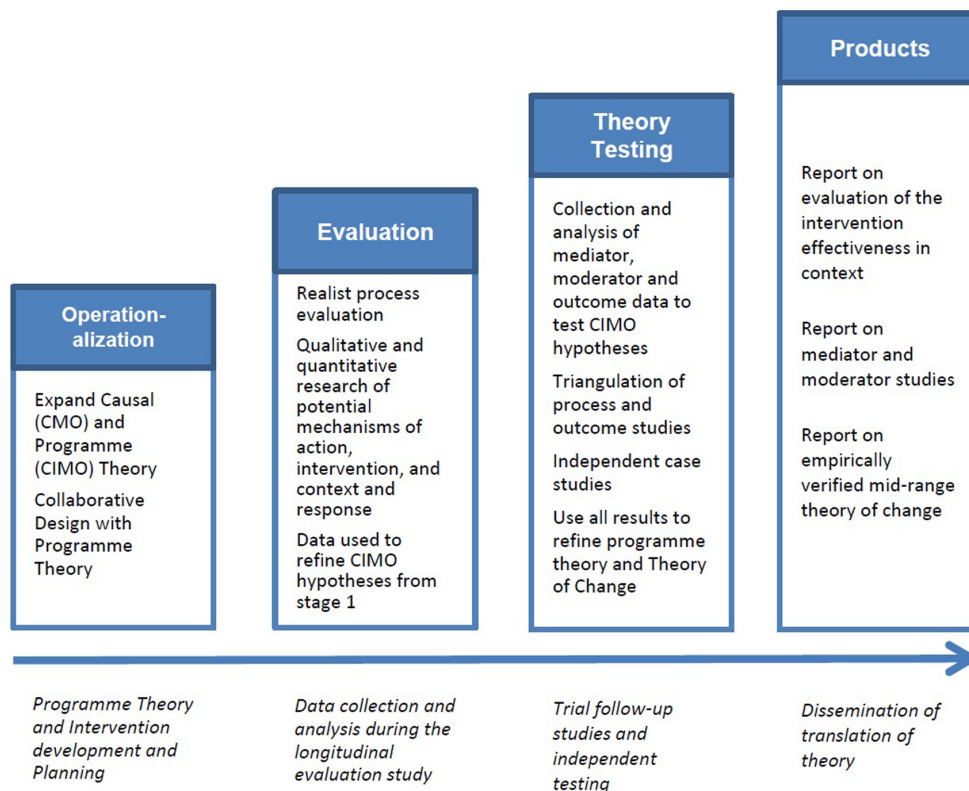 Operation-
alization
Expand Causal
(CMO) and
Programme
(CIMO) Theory
Collaborative
Design with
Programme
Theory
Evaluation
Realist process
evaluation
Qualitative and
quantitative
research of
potential
mechanisms of
action,
intervention, and
context and
response
Data used to
refine CIMO
hypotheses from
stage 1
Theory
Testing
Collection and
analysis of
mediator,
moderator and
outcome data to
test CIMO
hypotheses
Triangulation of
process and
outcome studies
Independent case
studies
Use all results to
refine programme
theory and Theory
of Change
Products
Report on
evaluation of the
intervention
effectiveness in
context
Report on
mediator and
moderator studies
Report on
empirically
verified mid-range
theory of change
Programme Theory
and Intervention
development and
Planning
Data collection and
analysis during the
longitudinal
evaluation study
Trial follow-up
studies and
independent
testing
Dissemination of
translation of
theory